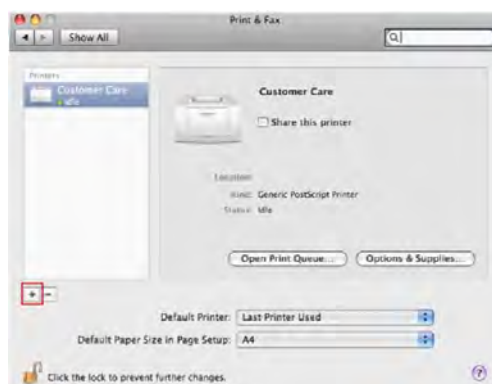 Print & Fax
Show All
Printers
Customer Care
Idle
Customer Care
Share this printer
Location:
Kind: Generic PostScript Printer
Status: Idle
Open Print Queue...
Options & Supplies...
+ -
Default Printer: Last Printer Used
Default Paper Size in Page Setup: A4
Click the lock to prevent further changes.
?